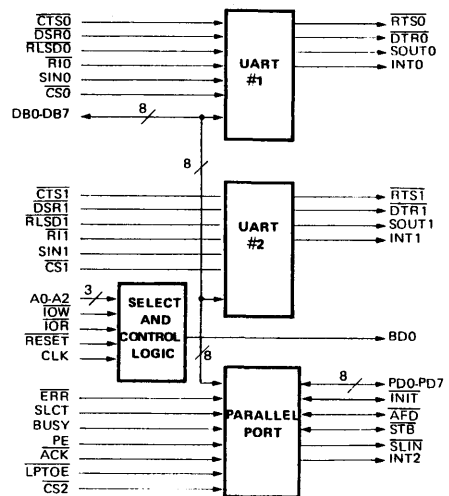 CTS0
DSR0
RLSD0
RI0
SIN0
CS0
DB0-DB7
8
UART
#1
RTS0
DTR0
SOUT0
INT0
8
CTS1
DSR1
RLSD1
RI1
SIN1
CS1
UART
#2
RTS1
DTR1
SOUT1
INT1
A0-A2
3
IOW
IOR
RESET
CLK
SELECT
AND
CONTROL
LOGIC
BD0
8
ERR
SLCT
BUSY
PE
ACK
LPTOE
CS2
PARALLEL
PORT
8
PD0-PD7
INIT
AFD
STB
SLIN
INT2